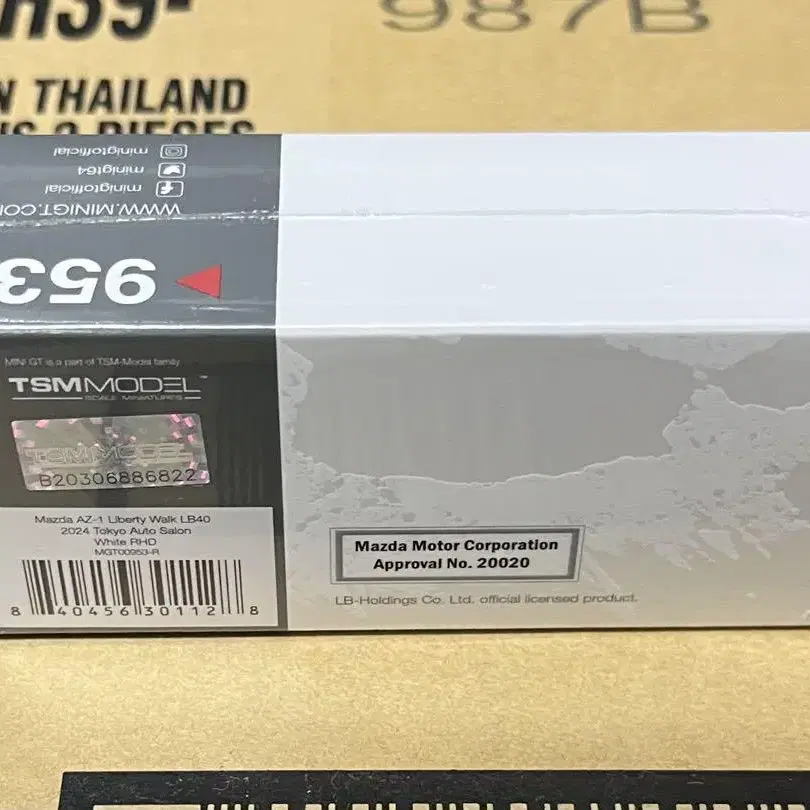 987B
N THAILAND
minigtofficial
minigt64
minigtofficial
WWW.MINIGT.CO
953
MINI GT is a part of TSM-Model family
TSMMODEL™
SCALE MINIATURES
TSMMODEL
B20306886822
Mazda AZ-1 Liberty Walk LB40
2024 Tokyo Auto Salon
White RHD
MGT00953-R
8 40456 30112 8
Mazda Motor Corporation
Approval No. 20020
LB-Holdings Co. Ltd. official licensed product.